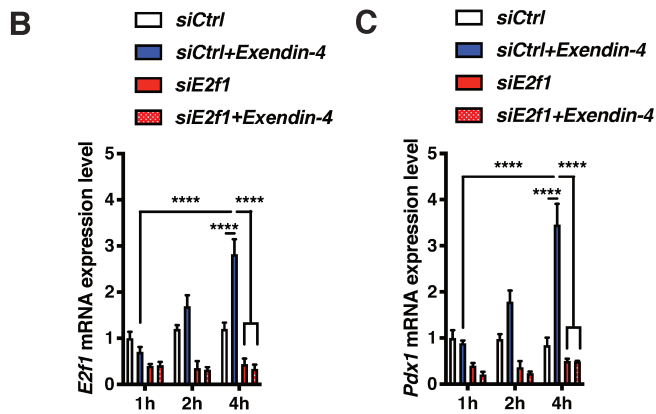 B
siCtrl
siCtrl+Exendin-4
siE2f1
siE2f1+Exendin-4
E2f1 mRNA expression level
5
4
3
2
1
0
****
****
****
1h
2h
4h
C
siCtrl
siCtrl+Exendin-4
siE2f1
siE2f1+Exendin-4
Pdx1 mRNA expression level
5
4
3
2
1
0
****
****
****
1h
2h
4h